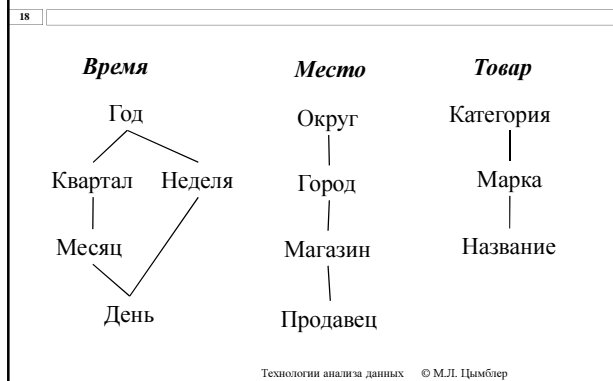 18
Время Место Товар
Год Округ Категория
Квартал Неделя Город Марка
Месяц Магазин Название
День Продавец
Технологии анализа данных © М.Л. Цымблер